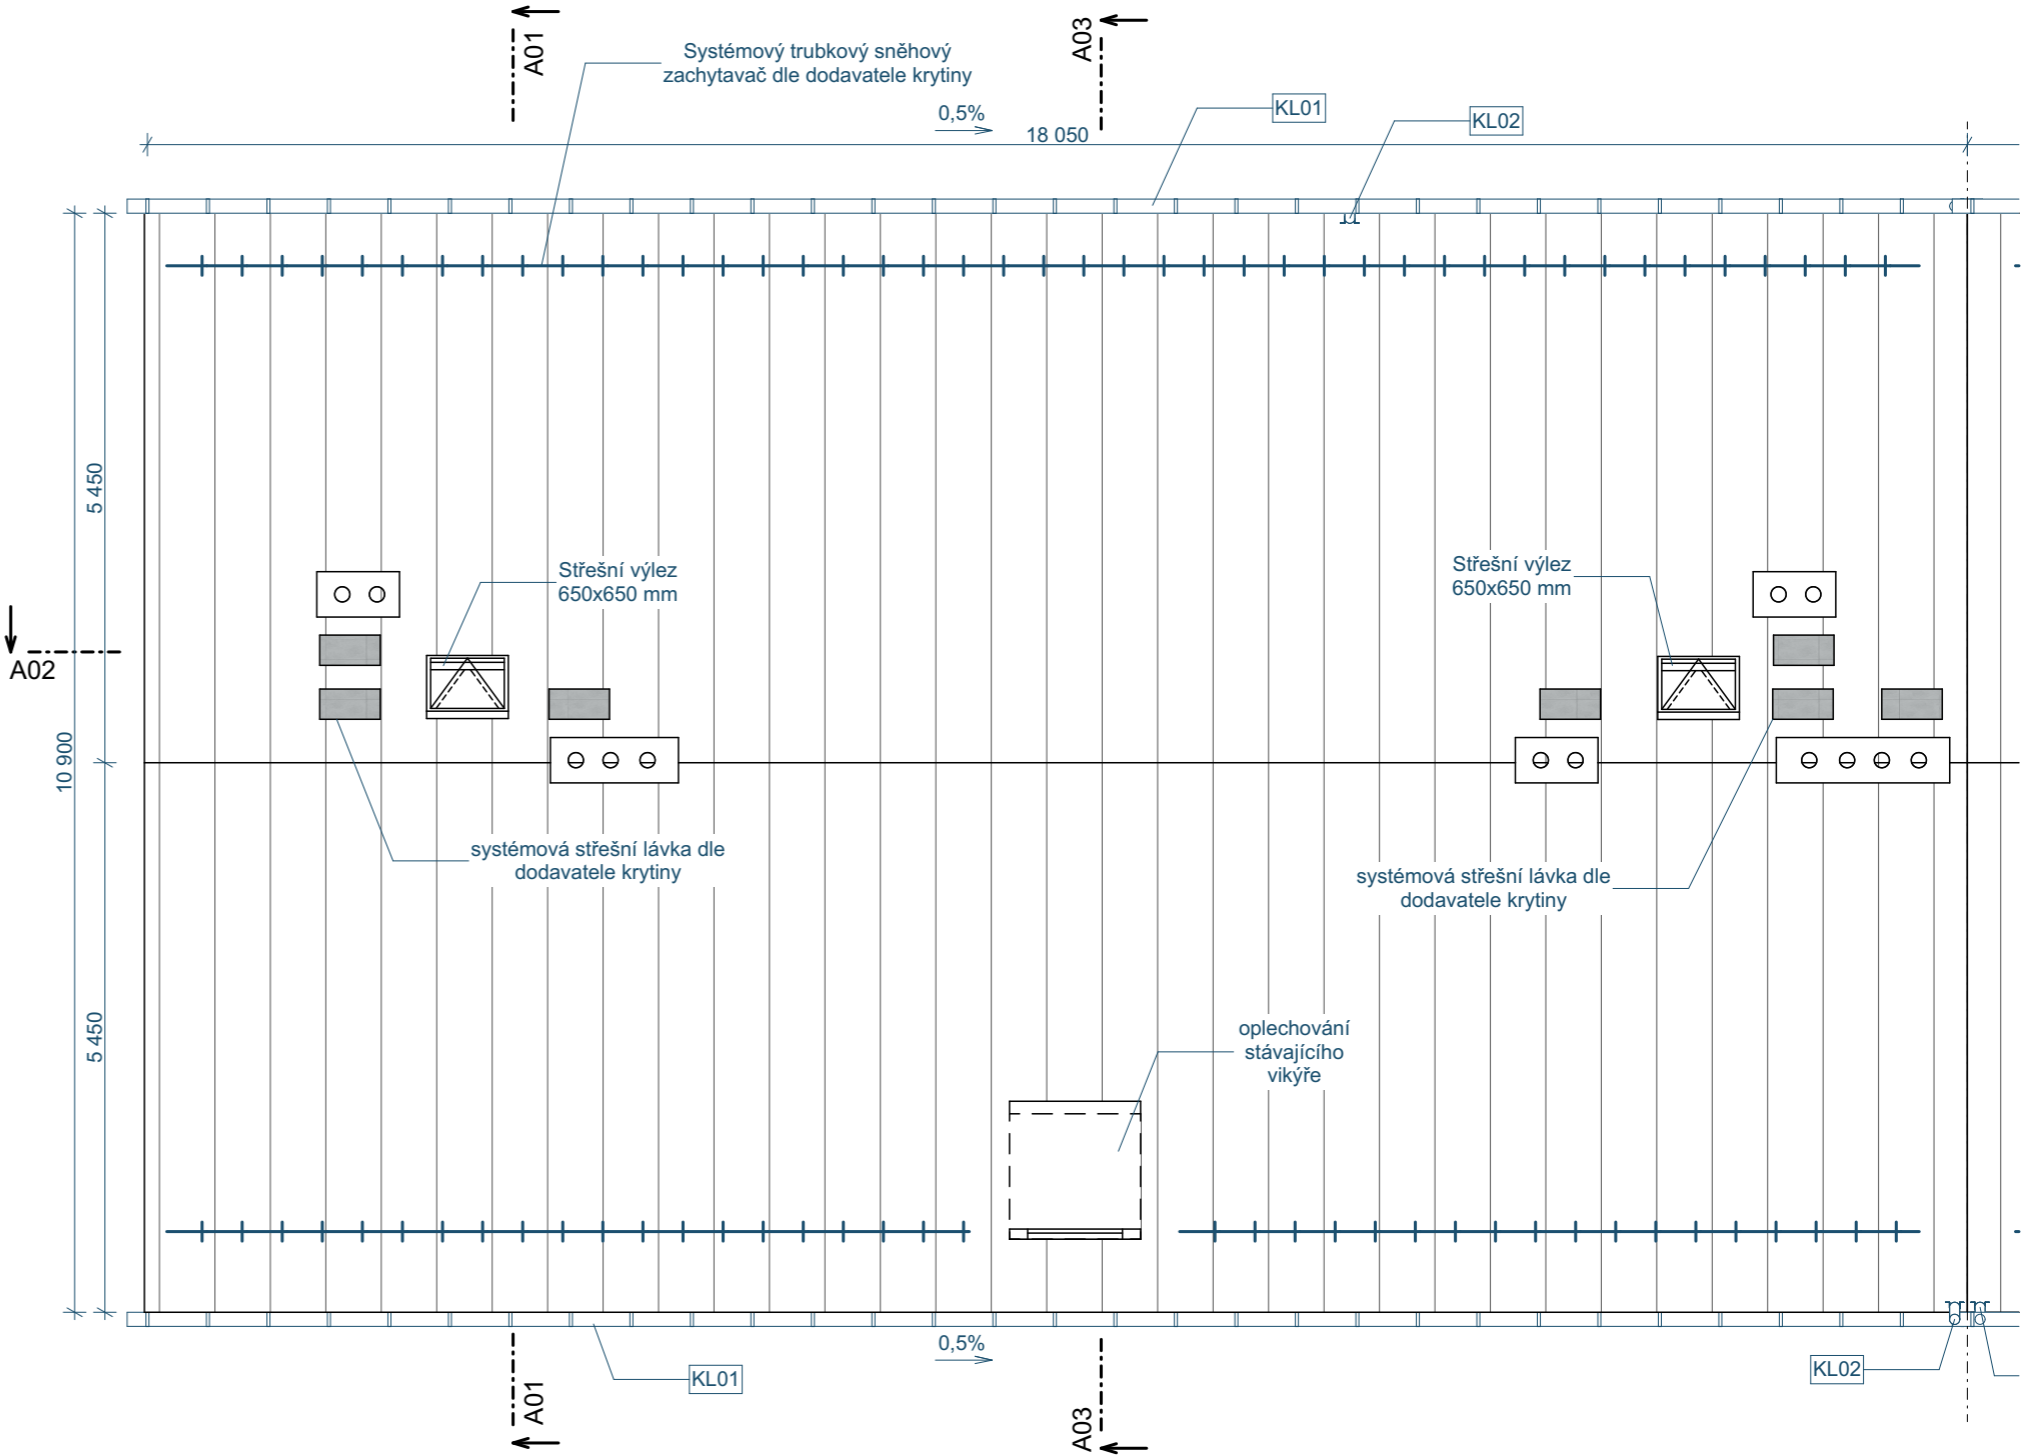 A01
A03
Systémový trubkový sněhový
zachytavač dle dodavatele krytiny
0,5%
KL01
KL02
18 050
5 450
10 900
5 450
Střešní výlez
650x650 mm
Střešní výlez
650x650 mm
A02
systémová střešní lávka dle
dodavatele krytiny
systémová střešní lávka dle
dodavatele krytiny
oplechování
stávajícího
vikýře
0,5%
KL01
KL02
A01
A03